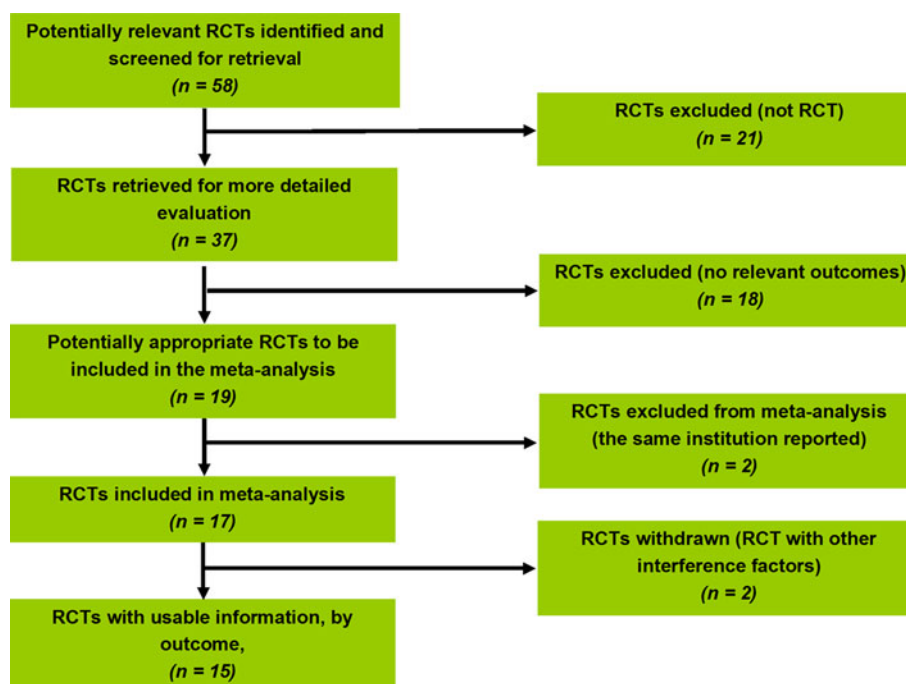 Potentially relevant RCTs identified and
screened for retrieval
(n = 58)
RCTs excluded (not RCT)
(n = 21)
RCTs retrieved for more detailed
evaluation
(n = 37)
RCTs excluded (no relevant outcomes)
(n = 18)
Potentially appropriate RCTs to be
included in the meta-analysis
(n = 19)
RCTs excluded from meta-analysis
(the same institution reported)
(n = 2)
RCTs included in meta-analysis
(n = 17)
RCTs withdrawn (RCT with other
interference factors)
(n = 2)
RCTs with usable information, by
outcome,
(n = 15)